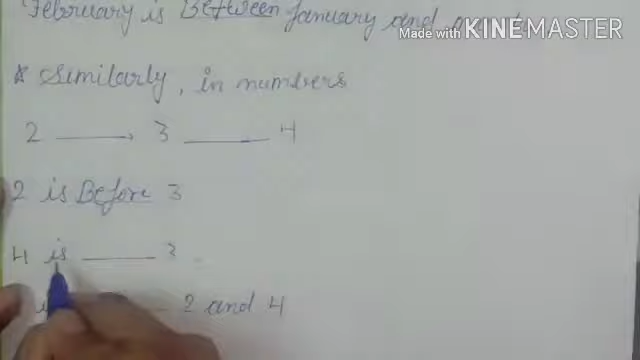 February is Between January and
Made with KINEMASTER
* Similarly, in numbers
2 ——— 3 ——— 4
2 is Before 3
4 is ——— 3
2 and 4